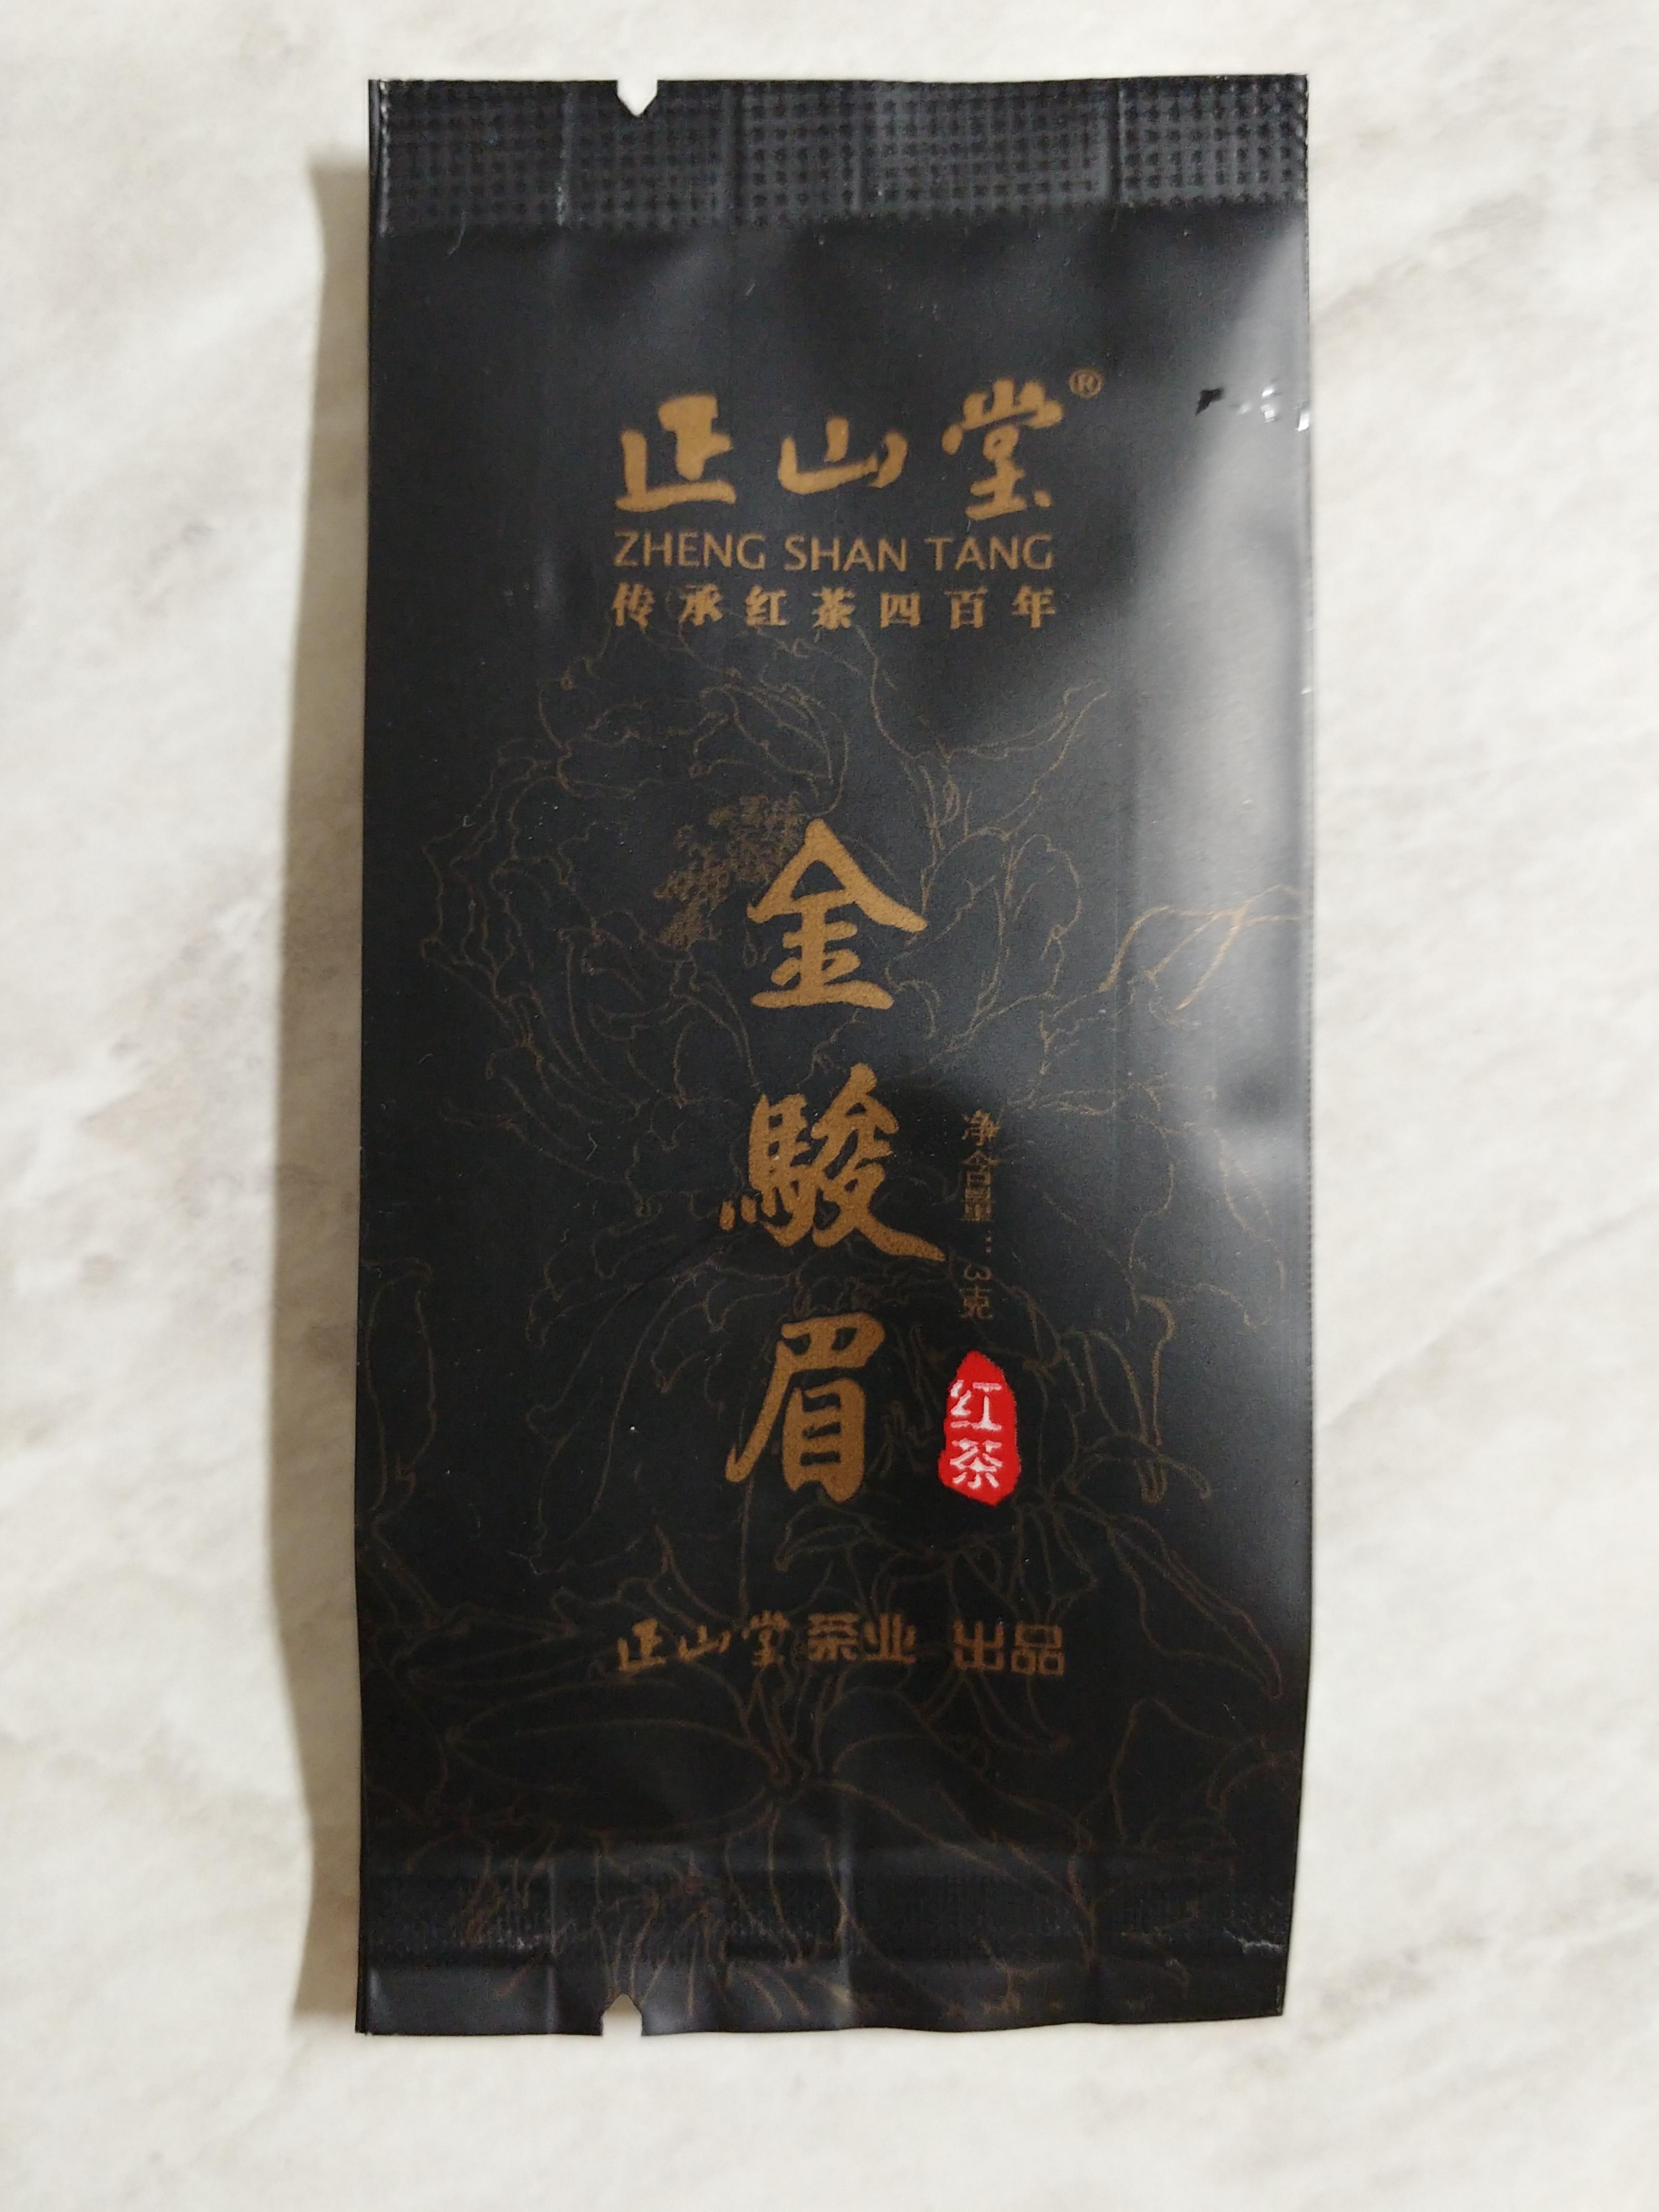 正山堂®
ZHENG SHAN TANG
传承红茶四百年
金駿眉
净含量：3克
红茶
正山堂茶业 出品